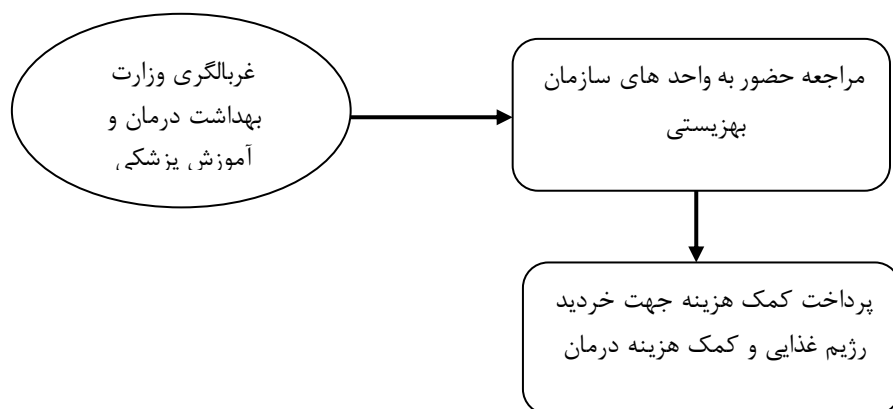 غربالگری وزارت
بهداشت درمان و
آموزش پزشکی
مراجعه حضور به واحد های سازمان
بهزیستی
پرداخت کمک هزینه جهت خردید
رژیم غذایی و کمک هزینه درمان